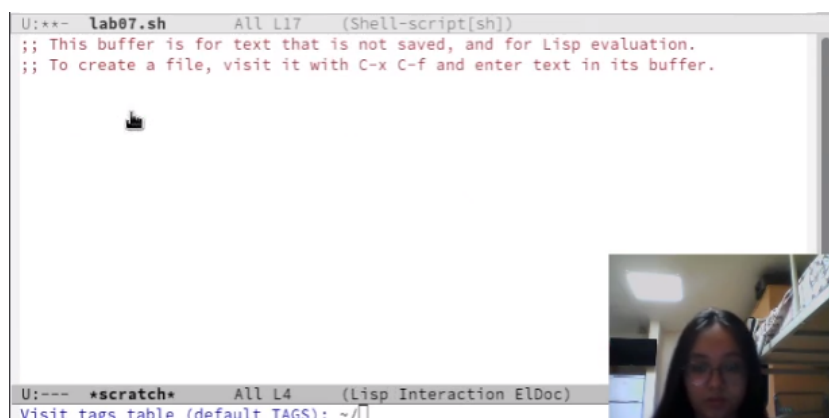 U:**-  lab07.sh       All L17    (Shell-script[sh])
;; This buffer is for text that is not saved, and for Lisp evaluation.
;; To create a file, visit it with C-x C-f and enter text in its buffer.
U:---  *scratch*      All L4     (Lisp Interaction ElDoc)
Visit tags table (default TAGS): ~/